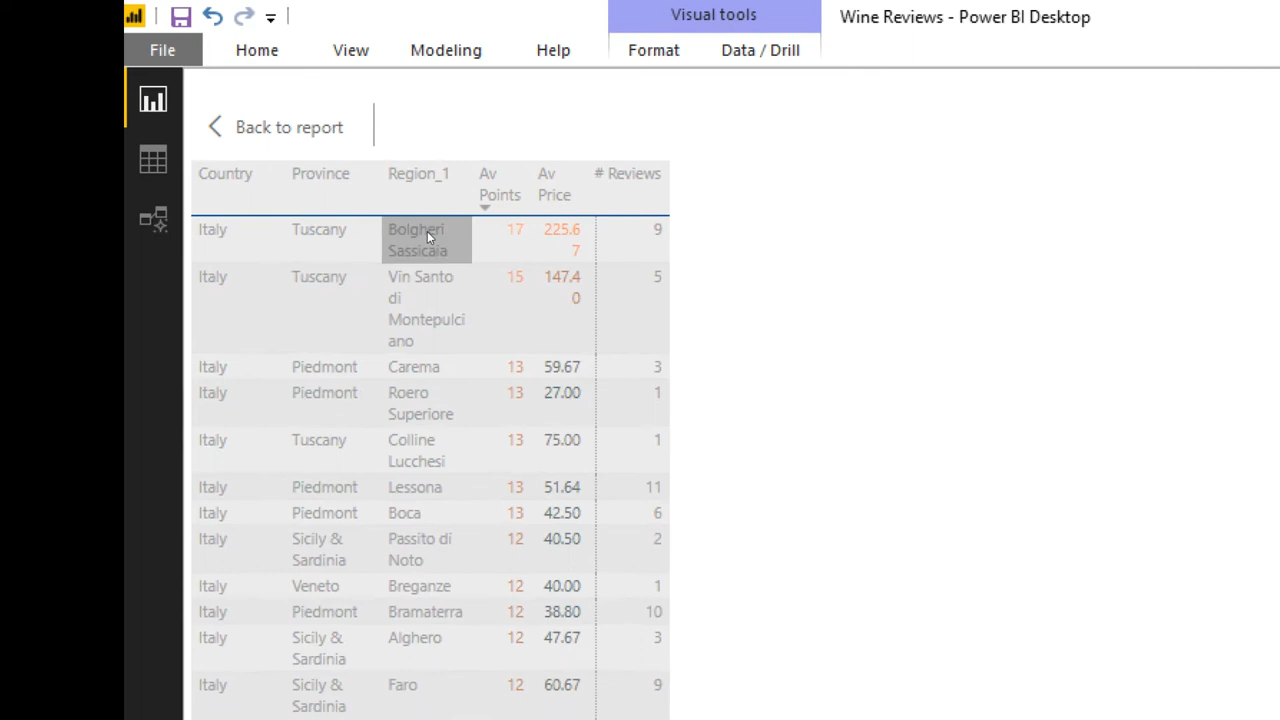 Visual tools
Wine Reviews - Power BI Desktop
File Home View Modeling Help Format Data / Drill
Back to report
Country Province Region_1 Av Points Av Price # Reviews
Italy Tuscany Bolgheri Sassicaia 17 225.67 9
Italy Tuscany Vin Santo di Montepulciano 15 147.40 5
Italy Piedmont Carema 13 59.67 3
Italy Piedmont Roero Superiore 13 27.00 1
Italy Tuscany Colline Lucchesi 13 75.00 1
Italy Piedmont Lessona 13 51.64 11
Italy Piedmont Boca 13 42.50 6
Italy Sicily & Sardinia Passito di Noto 12 40.50 2
Italy Veneto Breganze 12 40.00 1
Italy Piedmont Bramaterra 12 38.80 10
Italy Sicily & Sardinia Alghero 12 47.67 3
Italy Sicily & Sardinia Faro 12 60.67 9